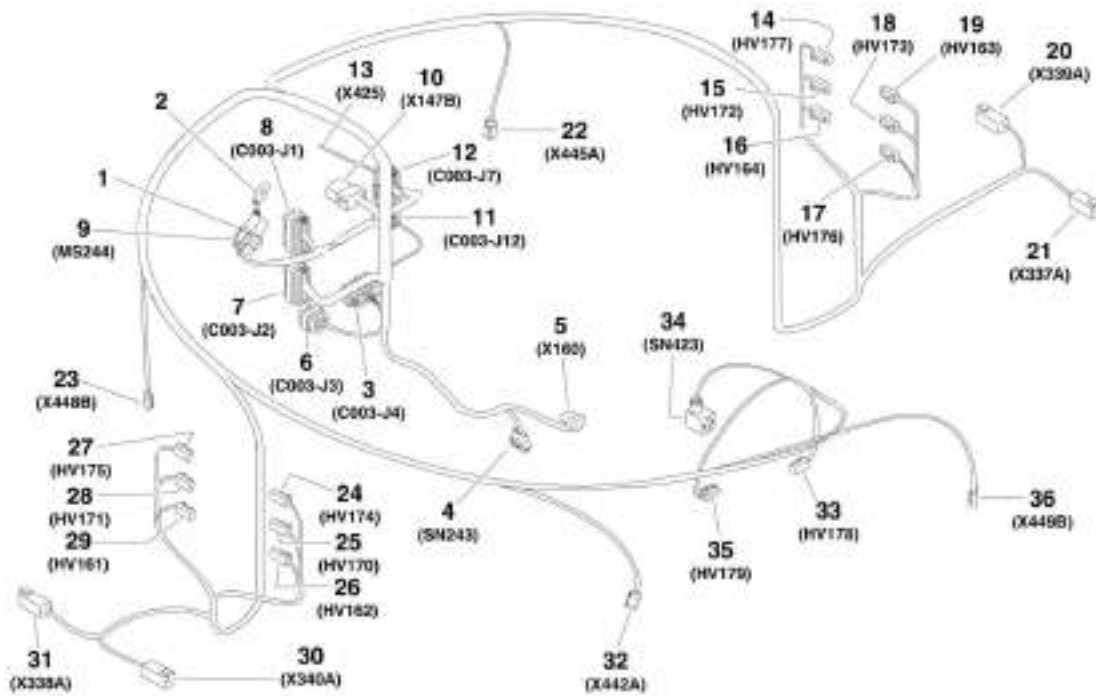 14
(HV177)
18
(HV173)
19
(HV163)
20
(X339A)
13
(X425)
10
(X147B)
2
8
(C003-J1)
15
(HV172)
22
(X445A)
12
(C003-J7)
16
(HV164)
1
9
(MS244)
11
(C003-J12)
17
(HV176)
21
(X337A)
7
(C003-J2)
5
(X160)
34
(SN423)
6
(C003-J3)
3
(C003-J4)
23
(X448B)
27
(HV175)
28
(HV171)
29
(HV161)
24
(HV174)
25
(HV170)
26
(HV162)
4
(SN243)
33
(HV178)
36
(X449B)
35
(HV179)
31
(X338A)
30
(X340A)
32
(X442A)